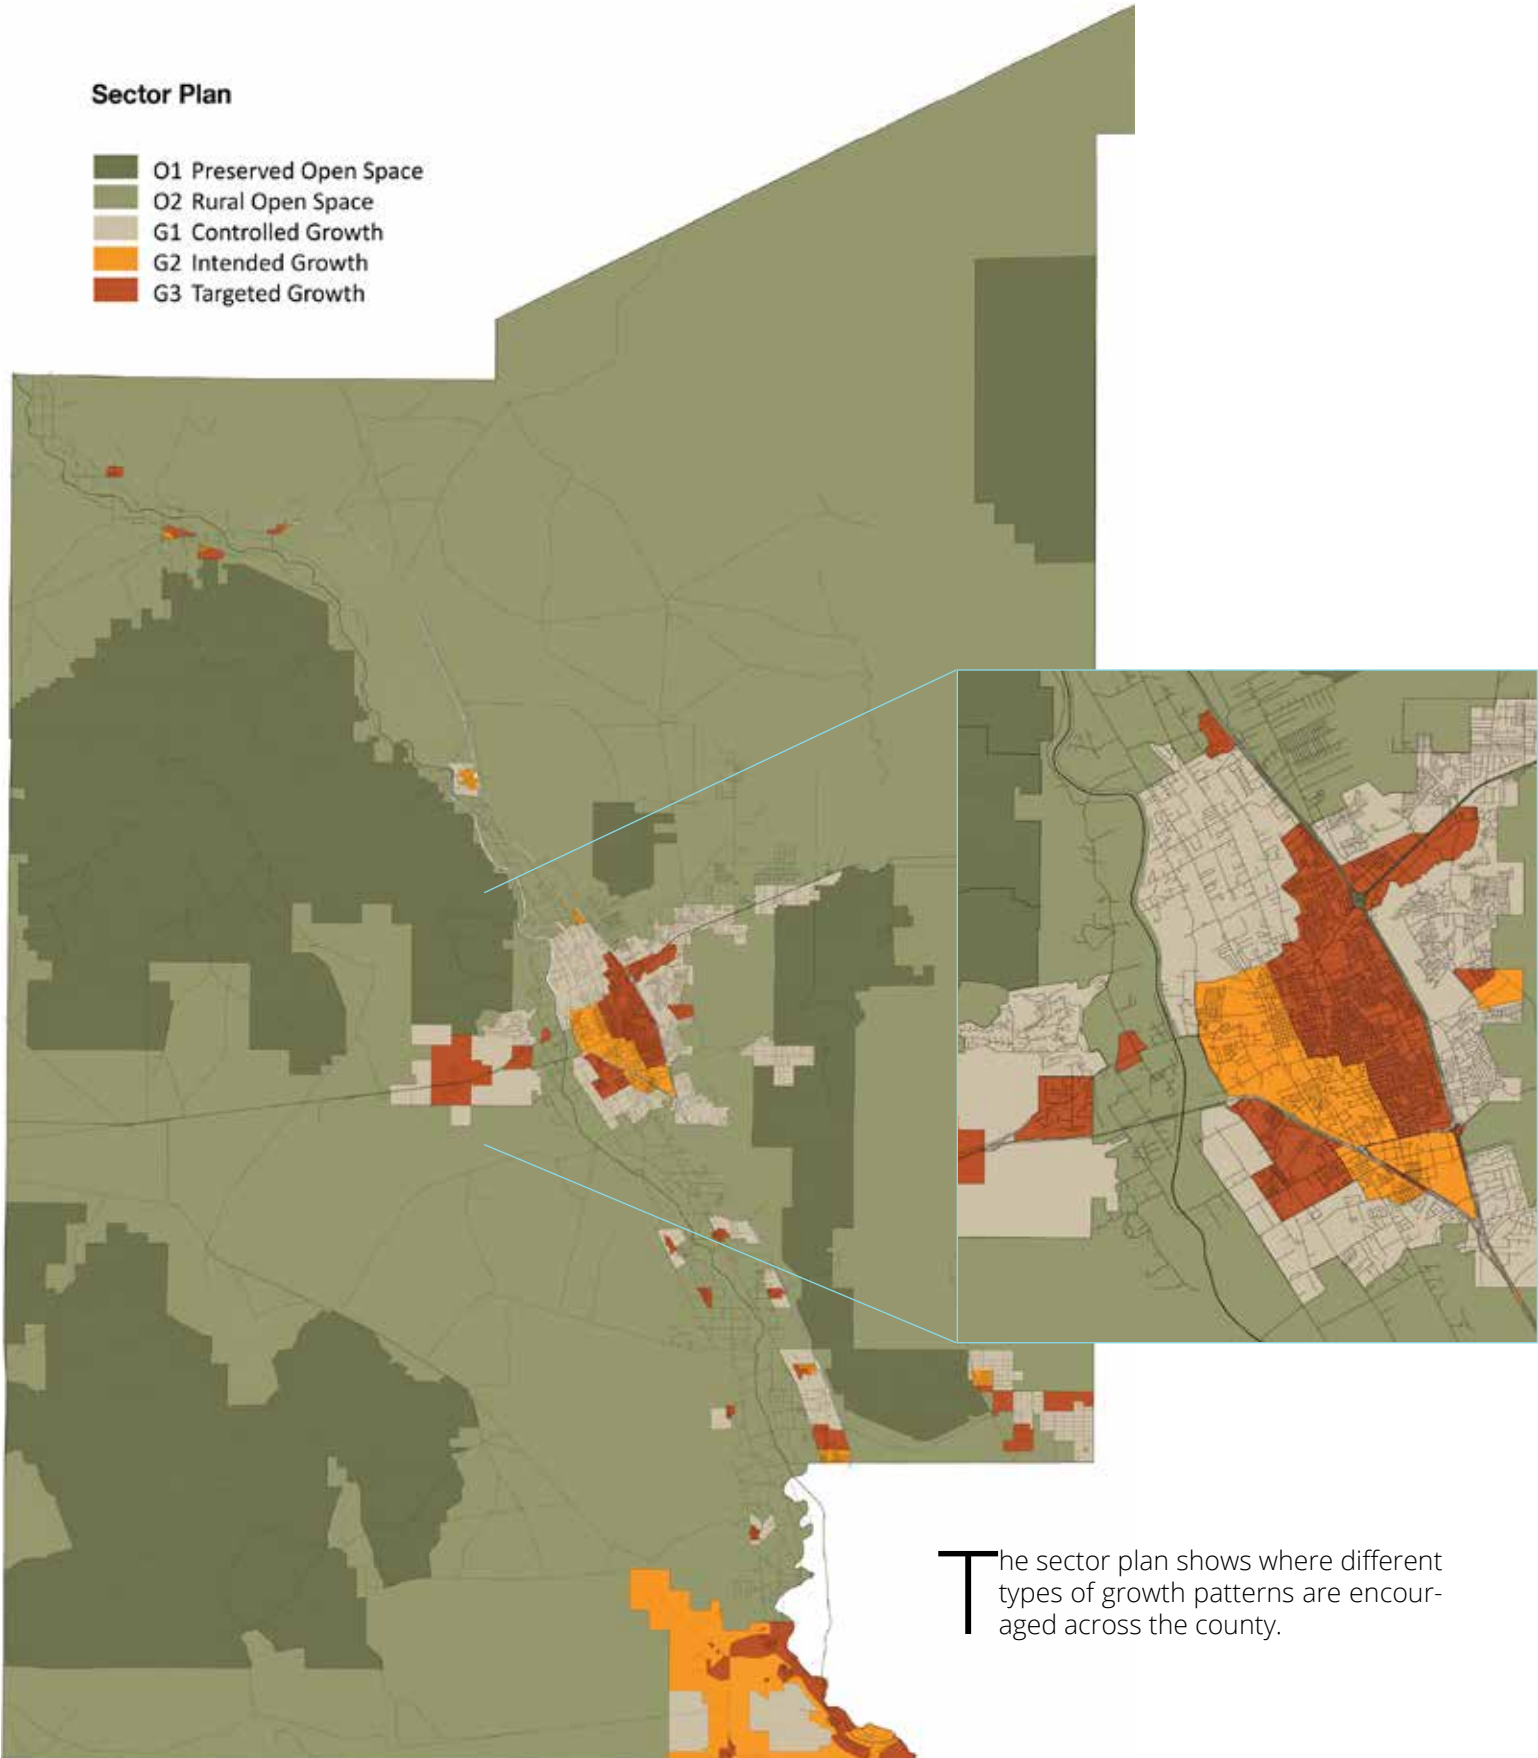 Sector Plan
O1 Preserved Open Space
O2 Rural Open Space
G1 Controlled Growth
G2 Intended Growth
G3 Targeted Growth
The sector plan shows where different
types of growth patterns are encour-
aged across the county.